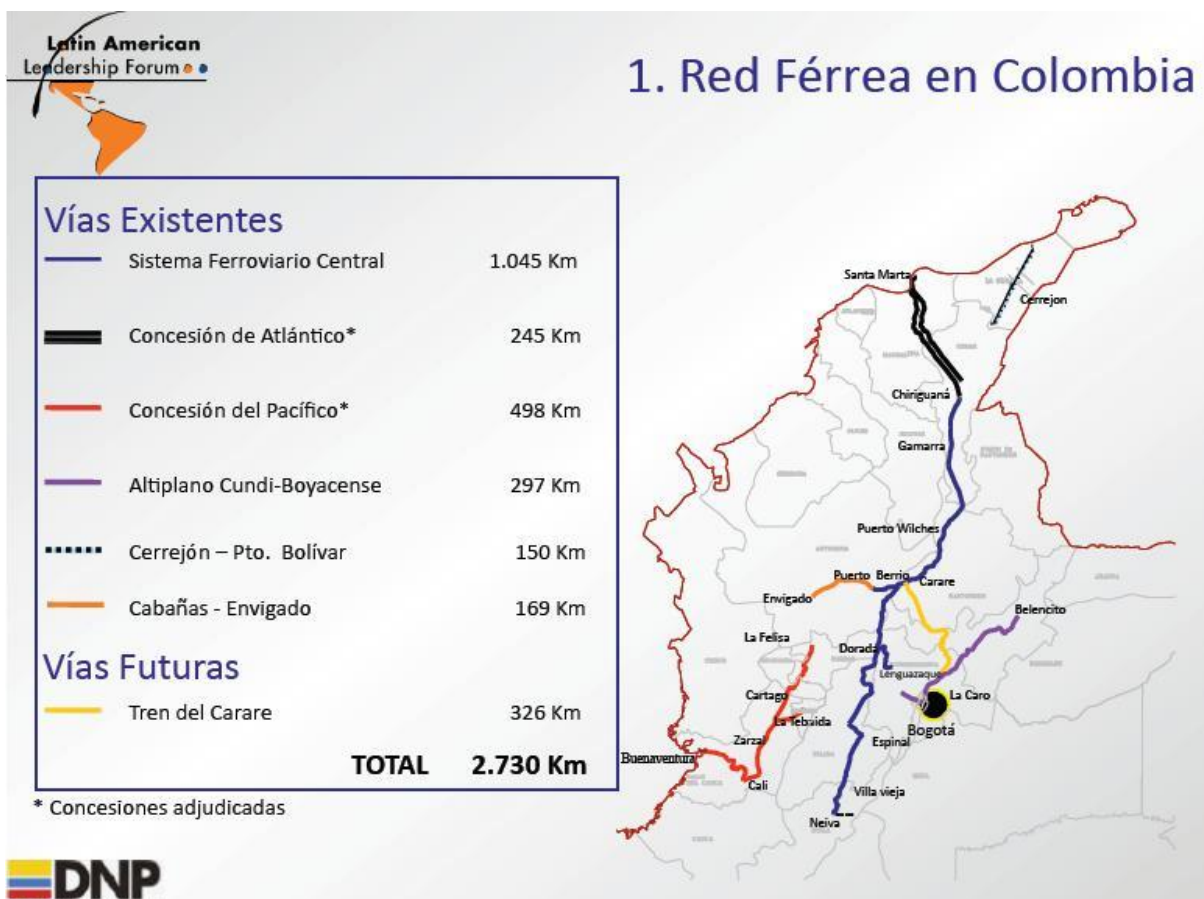 Latin American
Leadership Forum
1. Red Férrea en Colombia
Vías Existentes
Sistema Ferroviario Central 1.045 Km
Concesión de Atlántico* 245 Km
Concesión del Pacífico* 498 Km
Altiplano Cundi-Boyacense 297 Km
Cerrejón – Pto. Bolívar 150 Km
Cabañas - Envigado 169 Km
Vías Futuras
Tren del Carare 326 Km
TOTAL 2.730 Km
* Concesiones adjudicadas
DNP
Santa Marta
Cerrejon
Chiriguaná
Gamarra
Puerto Wilches
Puerto Berrio
Carare
Envigado
Belencito
La Felisa
Dorada
Lenguazaque
Cartago
La Caro
La Tebaida
Bogotá
Zarzal
Espinal
Buenaventura
Cali
Villa vieja
Neiva